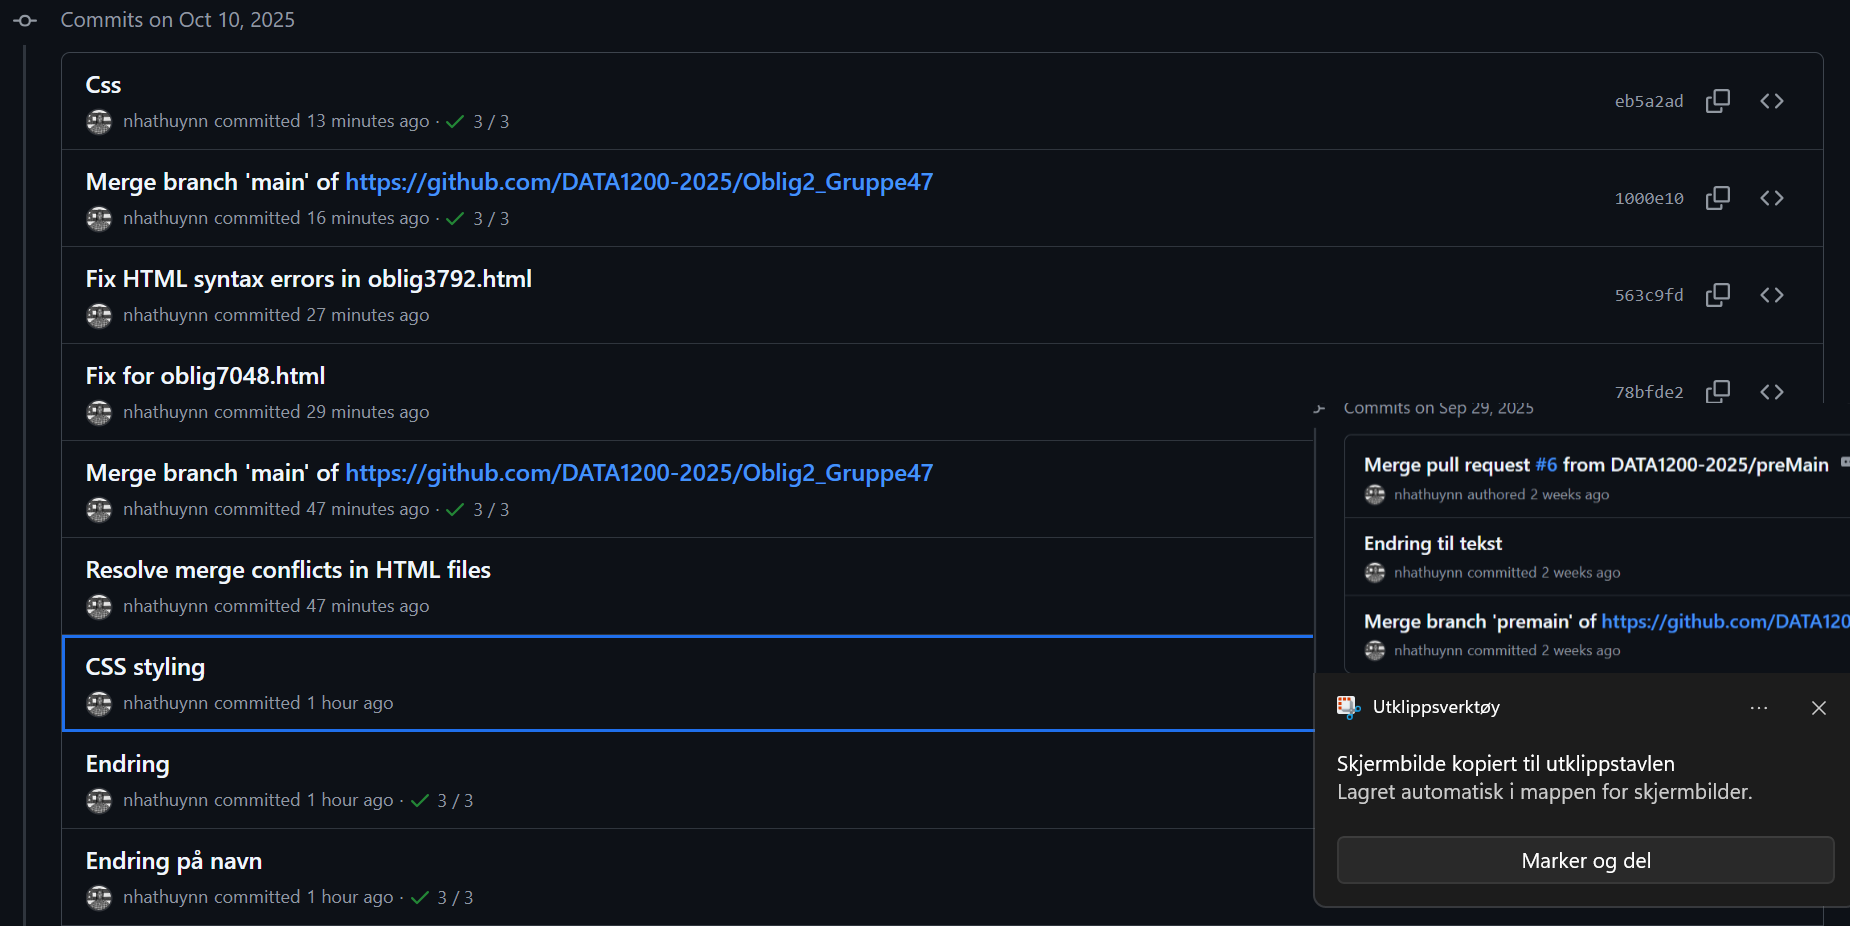 Commits on Oct 10, 2025
Css
nhathuynn committed 13 minutes ago · 3 / 3
eb5a2ad
Merge branch 'main' of https://github.com/DATA1200-2025/Oblig2_Gruppe47
nhathuynn committed 16 minutes ago · 3 / 3
1000e10
Fix HTML syntax errors in oblig3792.html
nhathuynn committed 27 minutes ago
563c9fd
Fix for oblig7048.html
nhathuynn committed 29 minutes ago
78bfde2
Merge branch 'main' of https://github.com/DATA1200-2025/Oblig2_Gruppe47
nhathuynn committed 47 minutes ago · 3 / 3
Resolve merge conflicts in HTML files
nhathuynn committed 47 minutes ago
CSS styling
nhathuynn committed 1 hour ago
Endring
nhathuynn committed 1 hour ago · 3 / 3
Endring på navn
nhathuynn committed 1 hour ago · 3 / 3
Commits on Sep 29, 2025
Merge pull request #6 from DATA1200-2025/preMain
nhathuynn authored 2 weeks ago
Endring til tekst
nhathuynn committed 2 weeks ago
Merge branch 'premain' of https://github.com/DATA120
nhathuynn committed 2 weeks ago
Utklippsverktøy
Skjermbilde kopiert til utklippstavlen
Lagret automatisk i mappen for skjermbilder.
Marker og del